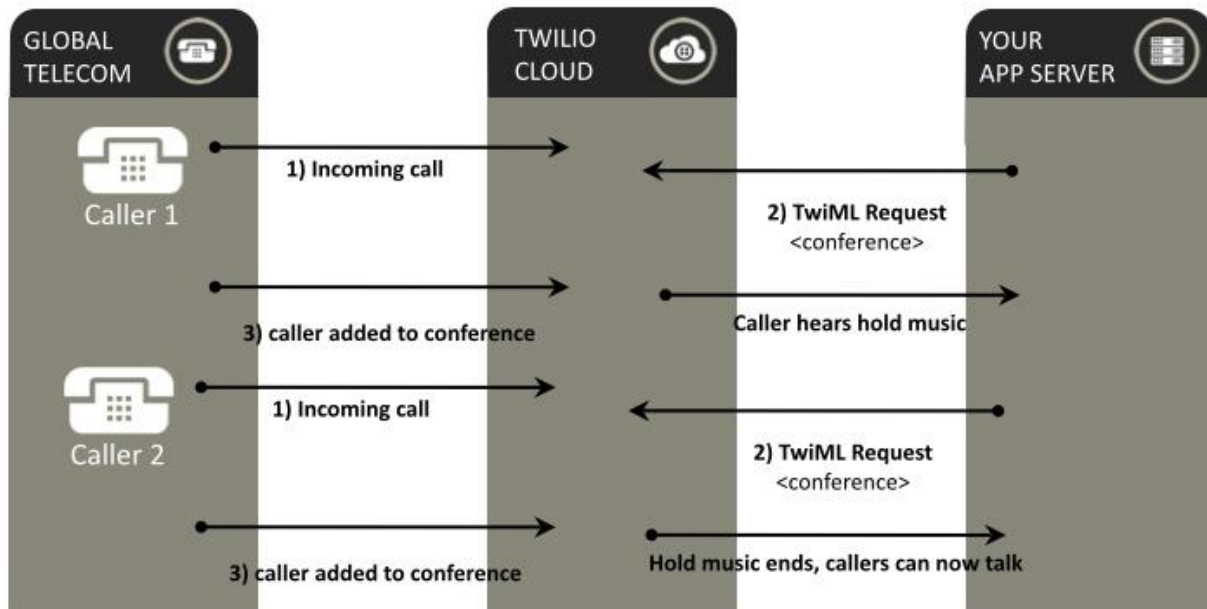 GLOBAL
TELECOM
TWILIO
CLOUD
YOUR
APP SERVER
Caller 1
1) Incoming call
2) TwiML Request
<conference>
3) caller added to conference
Caller hears hold music
Caller 2
1) Incoming call
2) TwiML Request
<conference>
3) caller added to conference
Hold music ends, callers can now talk